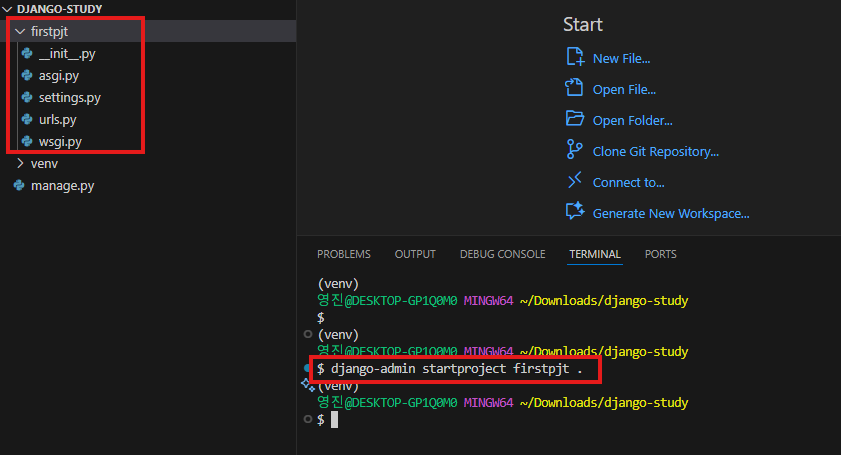 DJANGO-STUDY
firstpjt
__init__.py
asgi.py
settings.py
urls.py
wsgi.py
venv
manage.py
Start
New File...
Open File...
Open Folder...
Clone Git Repository...
Connect to...
Generate New Workspace...
PROBLEMS OUTPUT DEBUG CONSOLE TERMINAL PORTS
(venv)
영진@DESKTOP-GP1Q0M0 MINGW64 ~/Downloads/django-study
$
(venv)
영진@DESKTOP-GP1Q0M0 MINGW64 ~/Downloads/django-study
$ django-admin startproject firstpjt .
(venv)
영진@DESKTOP-GP1Q0M0 MINGW64 ~/Downloads/django-study
$